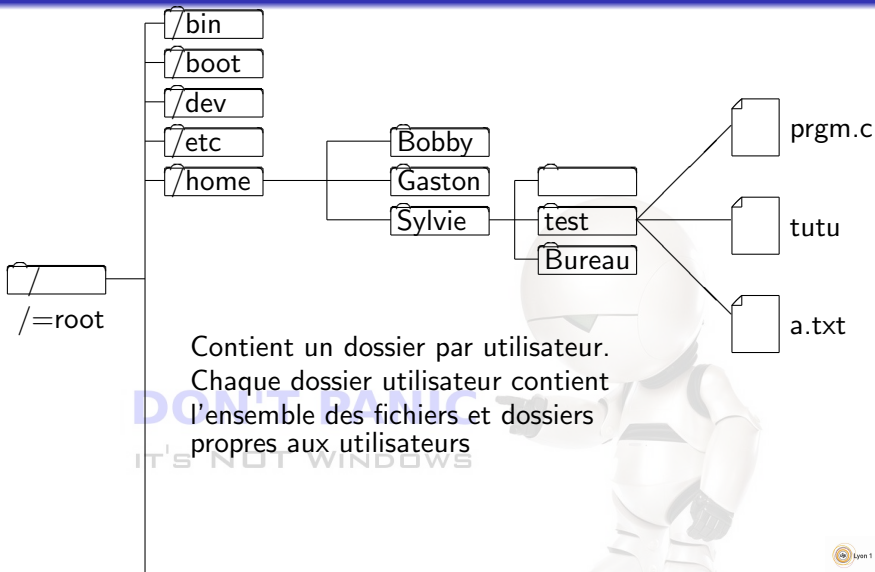 /bin
/boot
/dev
/etc
/home
Bobby
Gaston
Sylvie
test
Bureau
prgm.c
tutu
a.txt
/
/=root
Contient un dossier par utilisateur.
Chaque dossier utilisateur contient
l'ensemble des fichiers et dossiers
propres aux utilisateurs
DON'T PANIC
IT'S NOT WINDOWS
Lyon 1